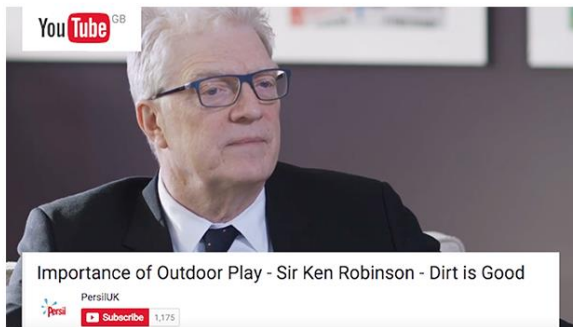 YouTube GB
Importance of Outdoor Play - Sir Ken Robinson - Dirt is Good
PersilUK
Persil
Subscribe 1,175